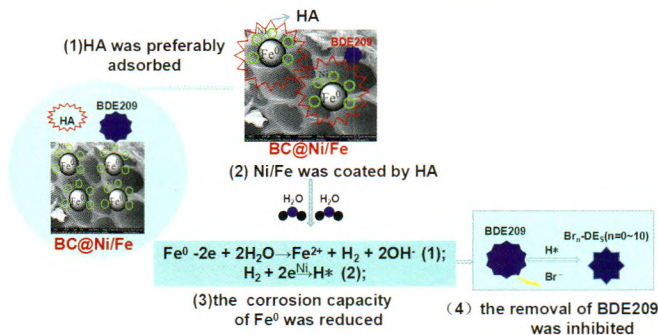 HA
(1)HA was preferably
adsorbed
Ni
Fe⁰
BDE209
Ni
Fe⁰
BC@Ni/Fe
(2) Ni/Fe was coated by HA
HA
BDE209
Fe⁰ Fe⁰
Fe⁰ Fe⁰
BC@Ni/Fe
H₂O H₂O
Fe⁰ -2e + 2H₂O→Fe²⁺ + H₂ + 2OH⁻ (1);
Ni
H₂ + 2e→H* (2);
(3)the corrosion capacity
of Fe⁰ was reduced
BDE209
H*
Br⁻
Brₙ-DEₛ(n=0~10)
(4) the removal of BDE209
was inhibited